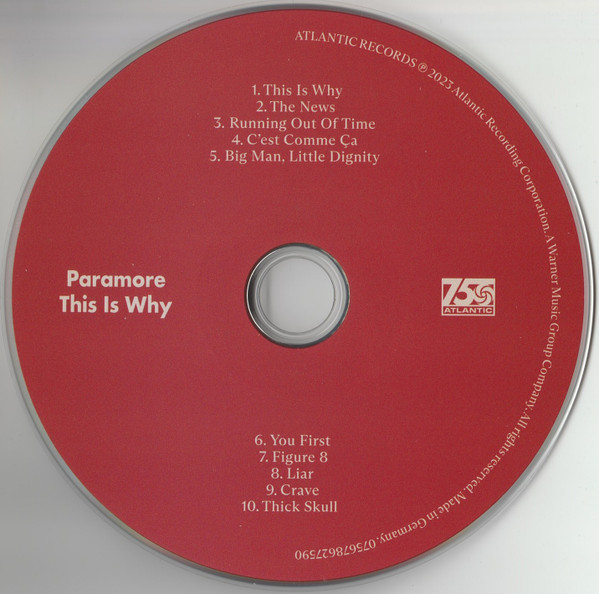 ATLANTIC RECORDS ℗ 2023 Atlantic Recording Corporation. A Warner Music Group Company. All rights reserved. Made in Germany. 075678627590
1. This Is Why
2. The News
3. Running Out Of Time
4. C'est Comme Ça
5. Big Man, Little Dignity
Paramore
This Is Why
75
ATLANTIC
6. You First
7. Figure 8
8. Liar
9. Crave
10. Thick Skull